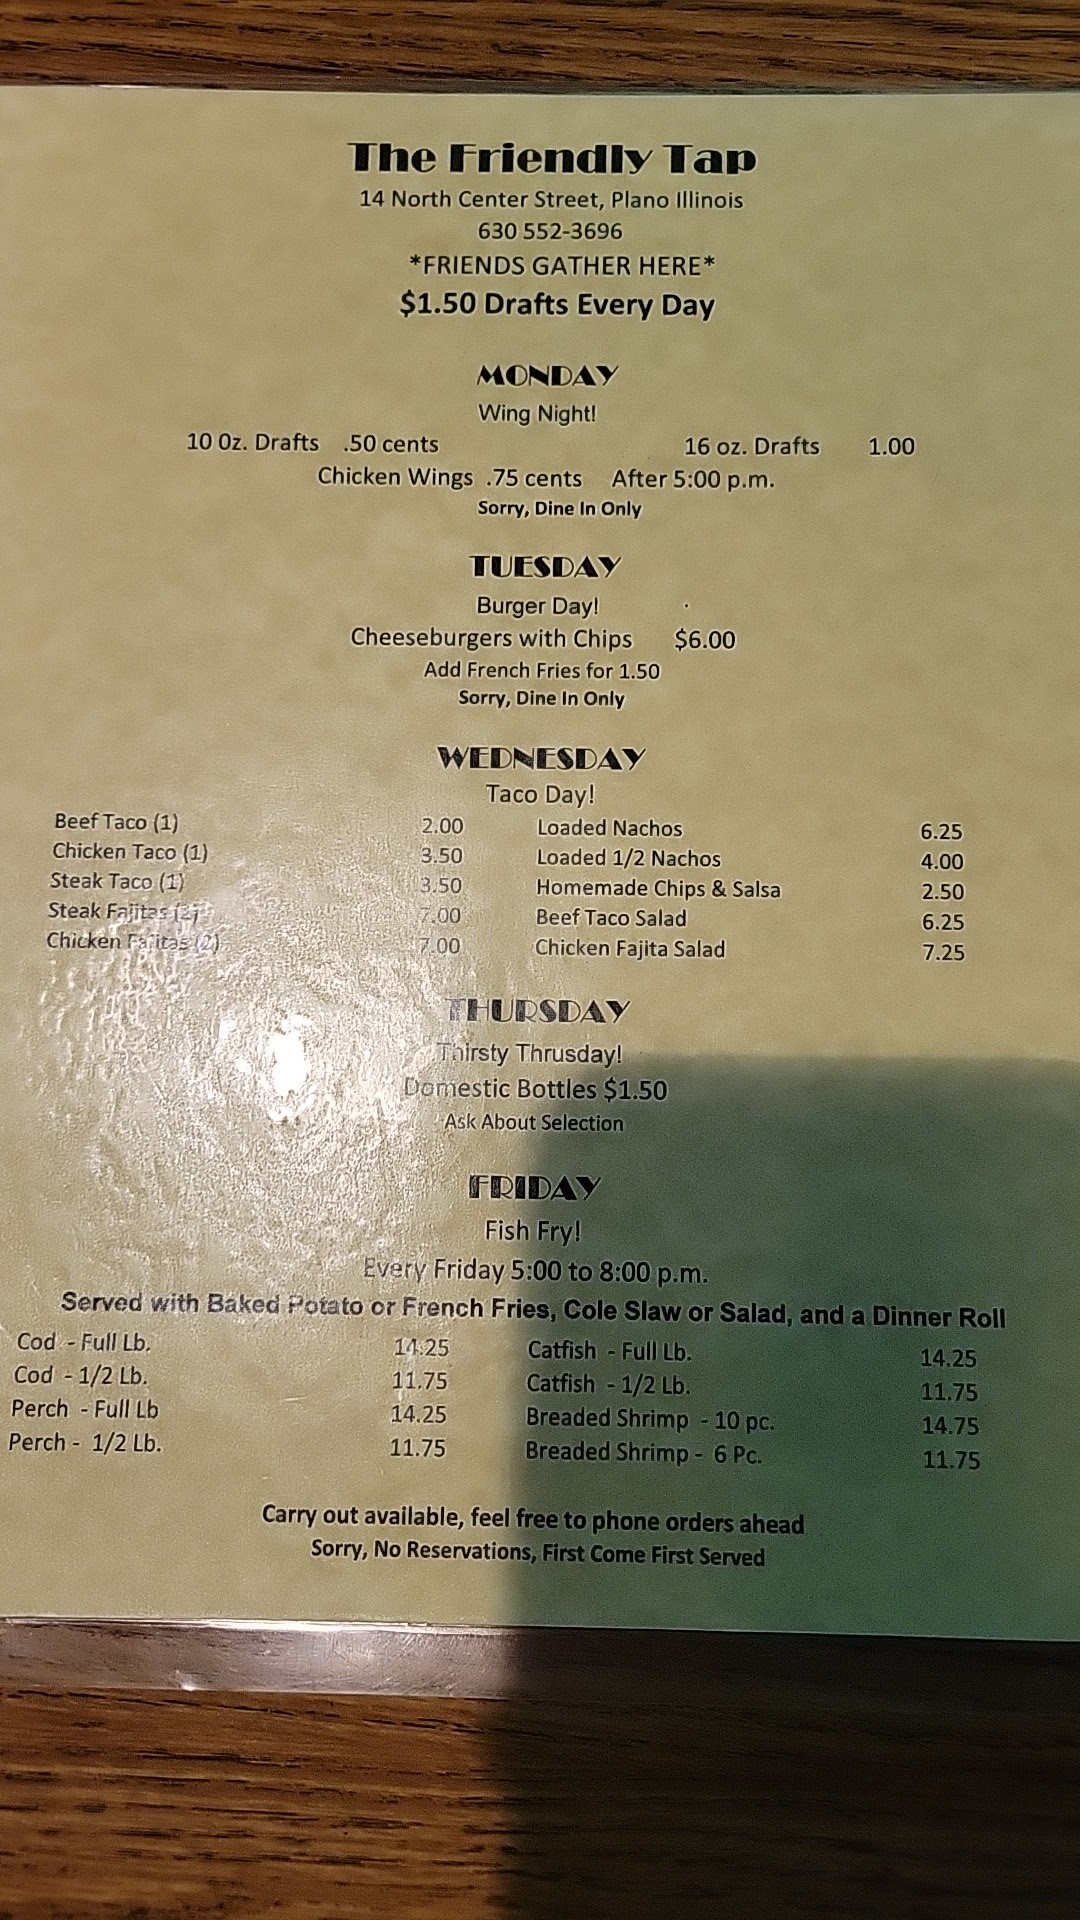 The Friendly Tap
14 North Center Street, Plano Illinois
630 552-3696
*FRIENDS GATHER HERE*
$1.50 Drafts Every Day
MONDAY
Wing Night!
10 Oz. Drafts .50 cents 16 oz. Drafts 1.00
Chicken Wings .75 cents After 5:00 p.m.
Sorry, Dine In Only
TUESDAY
Burger Day!
Cheeseburgers with Chips $6.00
Add French Fries for 1.50
Sorry, Dine In Only
WEDNESDAY
Taco Day!
Beef Taco (1) 2.00 Loaded Nachos 6.25
Chicken Taco (1) 3.50 Loaded 1/2 Nachos 4.00
Steak Taco (1) 3.50 Homemade Chips & Salsa 2.50
Steak Fajitas (2) 7.00 Beef Taco Salad 6.25
Chicken Fajitas (2) 7.00 Chicken Fajita Salad 7.25
THURSDAY
Thirsty Thrusday!
Domestic Bottles $1.50
Ask About Selection
FRIDAY
Fish Fry!
Every Friday 5:00 to 8:00 p.m.
Served with Baked Potato or French Fries, Cole Slaw or Salad, and a Dinner Roll
Cod - Full Lb. 14.25 Catfish - Full Lb. 14.25
Cod - 1/2 Lb. 11.75 Catfish - 1/2 Lb. 11.75
Perch - Full Lb 14.25 Breaded Shrimp - 10 pc. 14.75
Perch - 1/2 Lb. 11.75 Breaded Shrimp - 6 Pc. 11.75
Carry out available, feel free to phone orders ahead
Sorry, No Reservations, First Come First Served